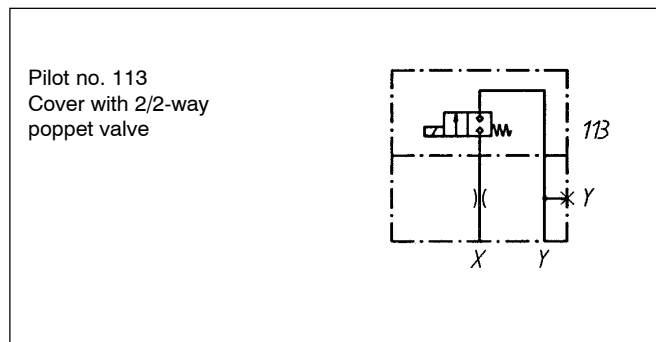 Pilot no. 113
Cover with 2/2-way
poppet valve
113
Y
X Y